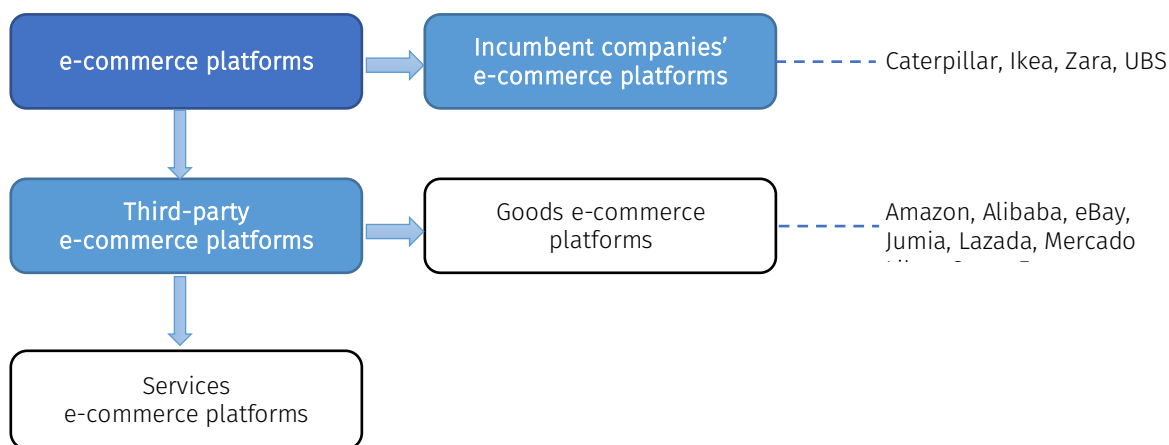 e-commerce platforms
Incumbent companies’
e-commerce platforms
Caterpillar, Ikea, Zara, UBS
Third-party
e-commerce platforms
Goods e-commerce
platforms
Amazon, Alibaba, eBay,
Jumia, Lazada, Mercado
Services
e-commerce platforms